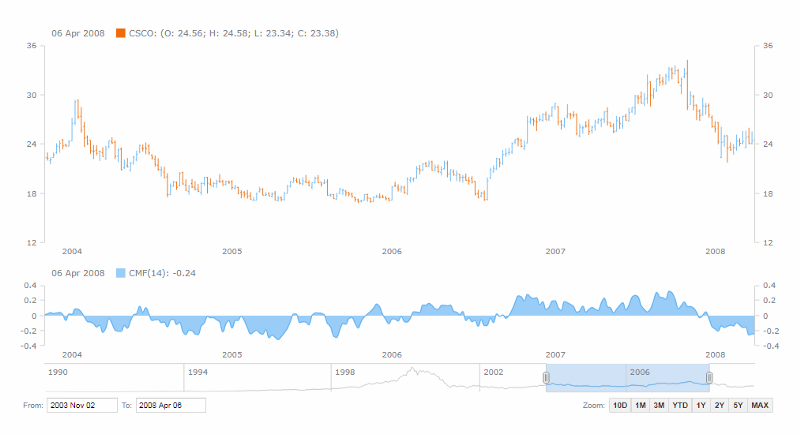 06 Apr 2008 CSCO: (O: 24.56; H: 24.58; L: 23.34; C: 23.38)
36 36
30 30
24 24
18 18
12 12
2004 2005 2006 2007 2008
06 Apr 2008 CMF(14): -0.24
0.4 0.4
0.2 0.2
0 0
-0.2 -0.2
-0.4 -0.4
2004 2005 2006 2007 2008
1990 1994 1998 2002 2006
From: 2003 Nov 02 To: 2008 Apr 06 Zoom: 10D 1M 3M YTD 1Y 2Y 5Y MAX